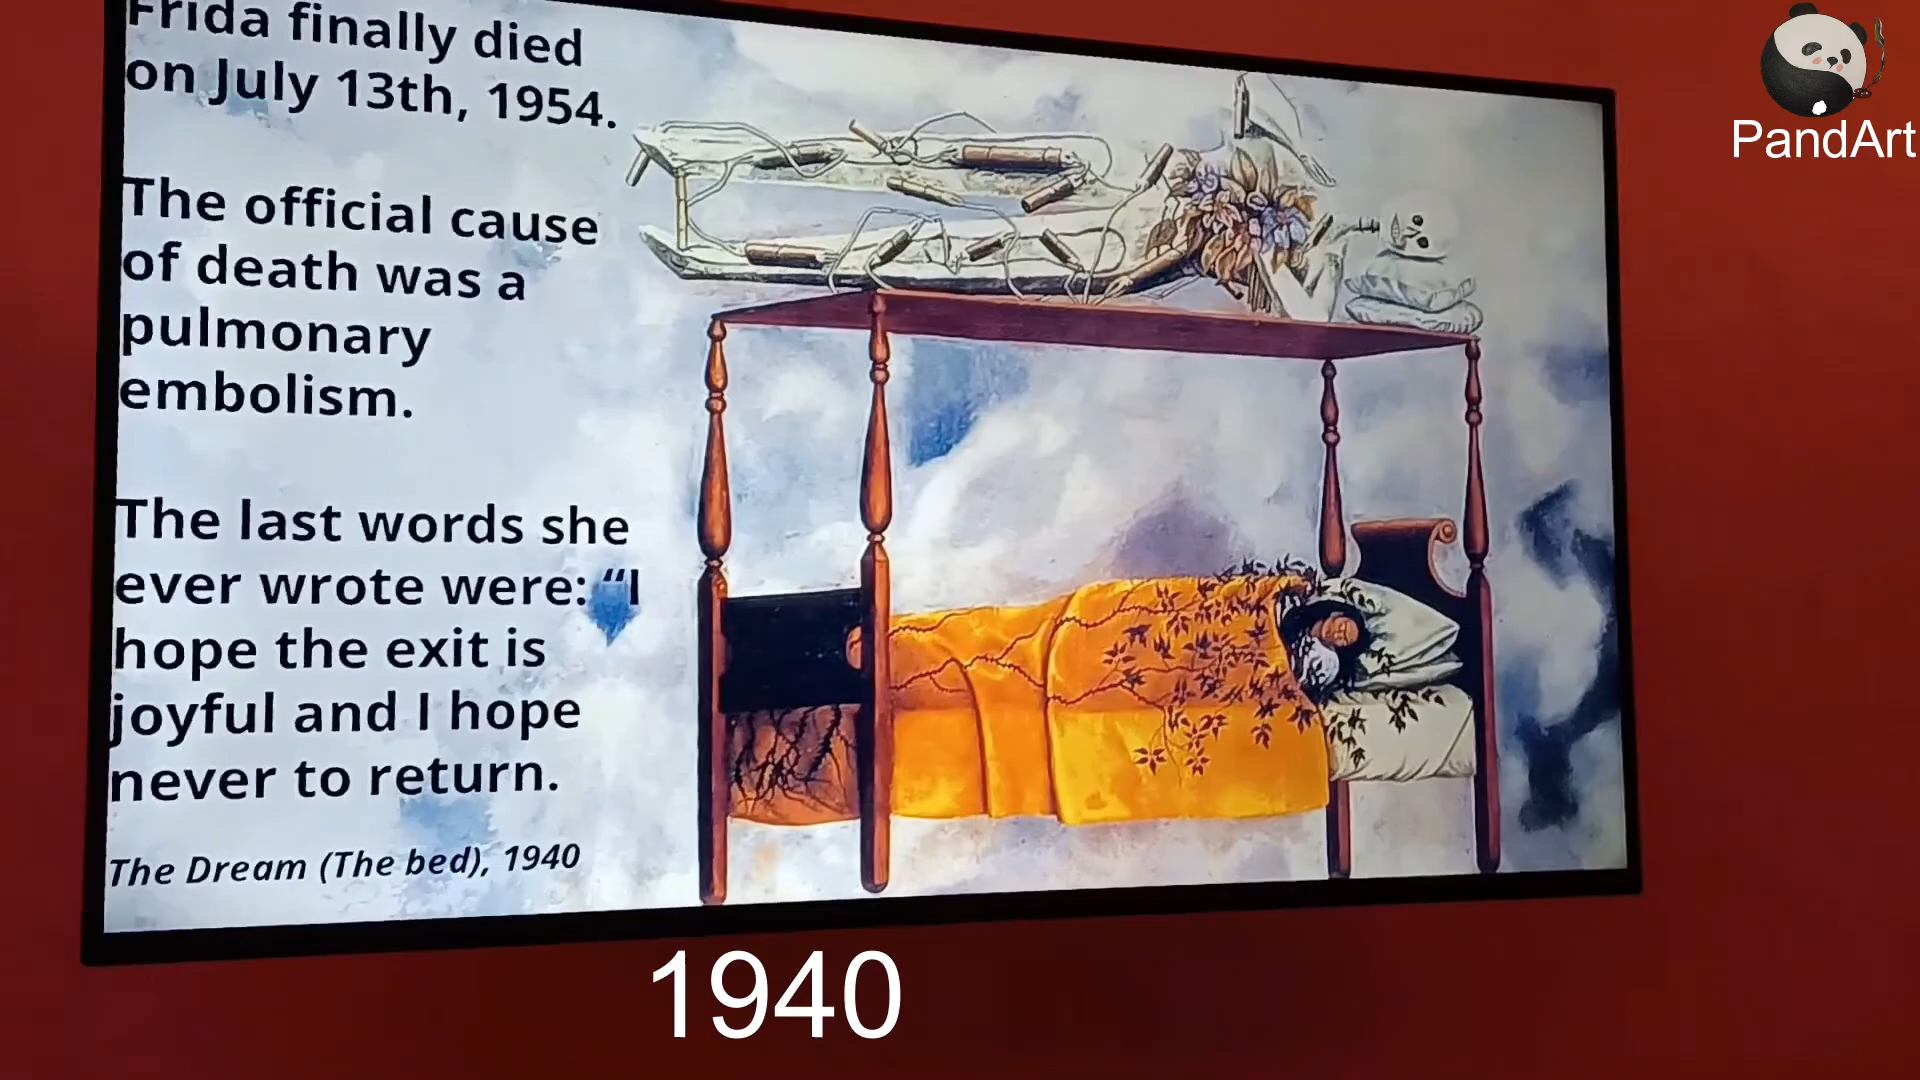 Frida finally died
on July 13th, 1954.
The official cause
of death was a
pulmonary
embolism.
The last words she
ever wrote were: “I
hope the exit is
joyful and I hope
never to return.
The Dream (The bed), 1940
PandArt
1940